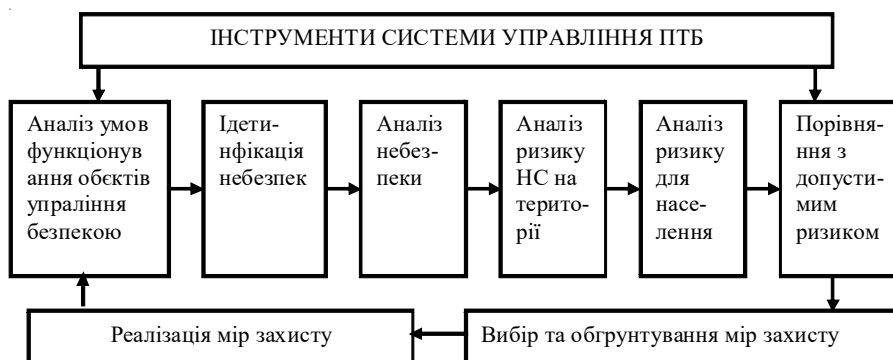 ІНСТРУМЕНТИ СИСТЕМИ УПРАВЛІННЯ ПТБ
Аналіз умов
функціонув
ання обєктів
упраління
безпекою
Ідети-
нфікація
небезпек
Аналіз
небез-
пеки
Аналіз
ризику
НС на
терито-
рії
Аналіз
ризику
для
насе-
лення
Порівня-
ння з
допусти-
мим
ризиком
Реалізація мір захисту
Вибір та обгрунтування мір захисту